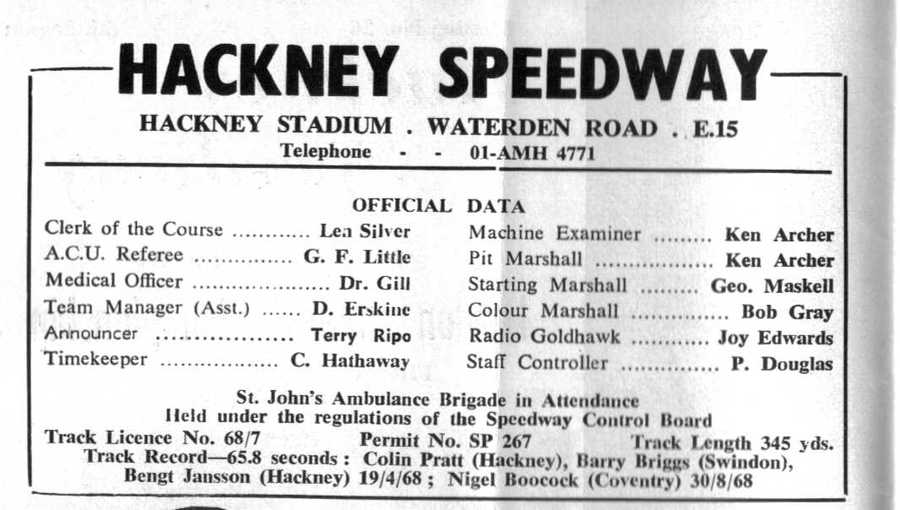 HACKNEY SPEEDWAY
HACKNEY STADIUM . WATERDEN ROAD . E.15
Telephone - - 01-AMH 4771
OFFICIAL DATA
Clerk of the Course ............ Len Silver
A.C.U. Referee ............... G. F. Little
Medical Officer ..................... Dr. Gill
Team Manager (Asst.) ...... D. Erskine
Announcer ..................... Terry Ripo
Timekeeper .................. C. Hathaway
Machine Examiner ......... Ken Archer
Pit Marshall .................. Ken Archer
Starting Marshall ......... Geo. Maskell
Colour Marshall ............... Bob Gray
Radio Goldhawk ............ Joy Edwards
Staff Controller ............... P. Douglas
St. John's Ambulance Brigade in Attendance
Held under the regulations of the Speedway Control Board
Track Licence No. 68/7 Permit No. SP 267 Track Length 345 yds.
Track Record—65.8 seconds : Colin Pratt (Hackney), Barry Briggs (Swindon),
Bengt Jansson (Hackney) 19/4/68 ; Nigel Boocock (Coventry) 30/8/68